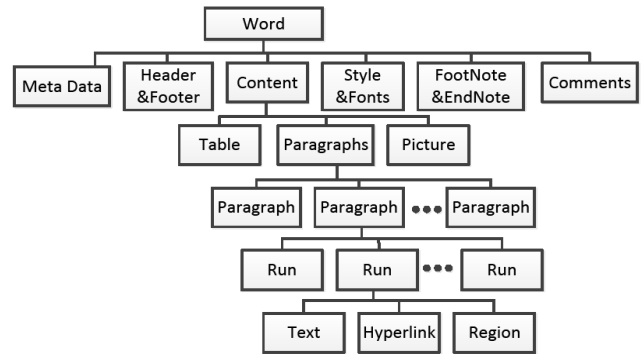 Word
Meta Data
Header
&Footer
Content
Style
&Fonts
FootNote
&EndNote
Comments
Table
Paragraphs
Picture
Paragraph
Paragraph
Paragraph
Run
Run
Run
Text
Hyperlink
Region